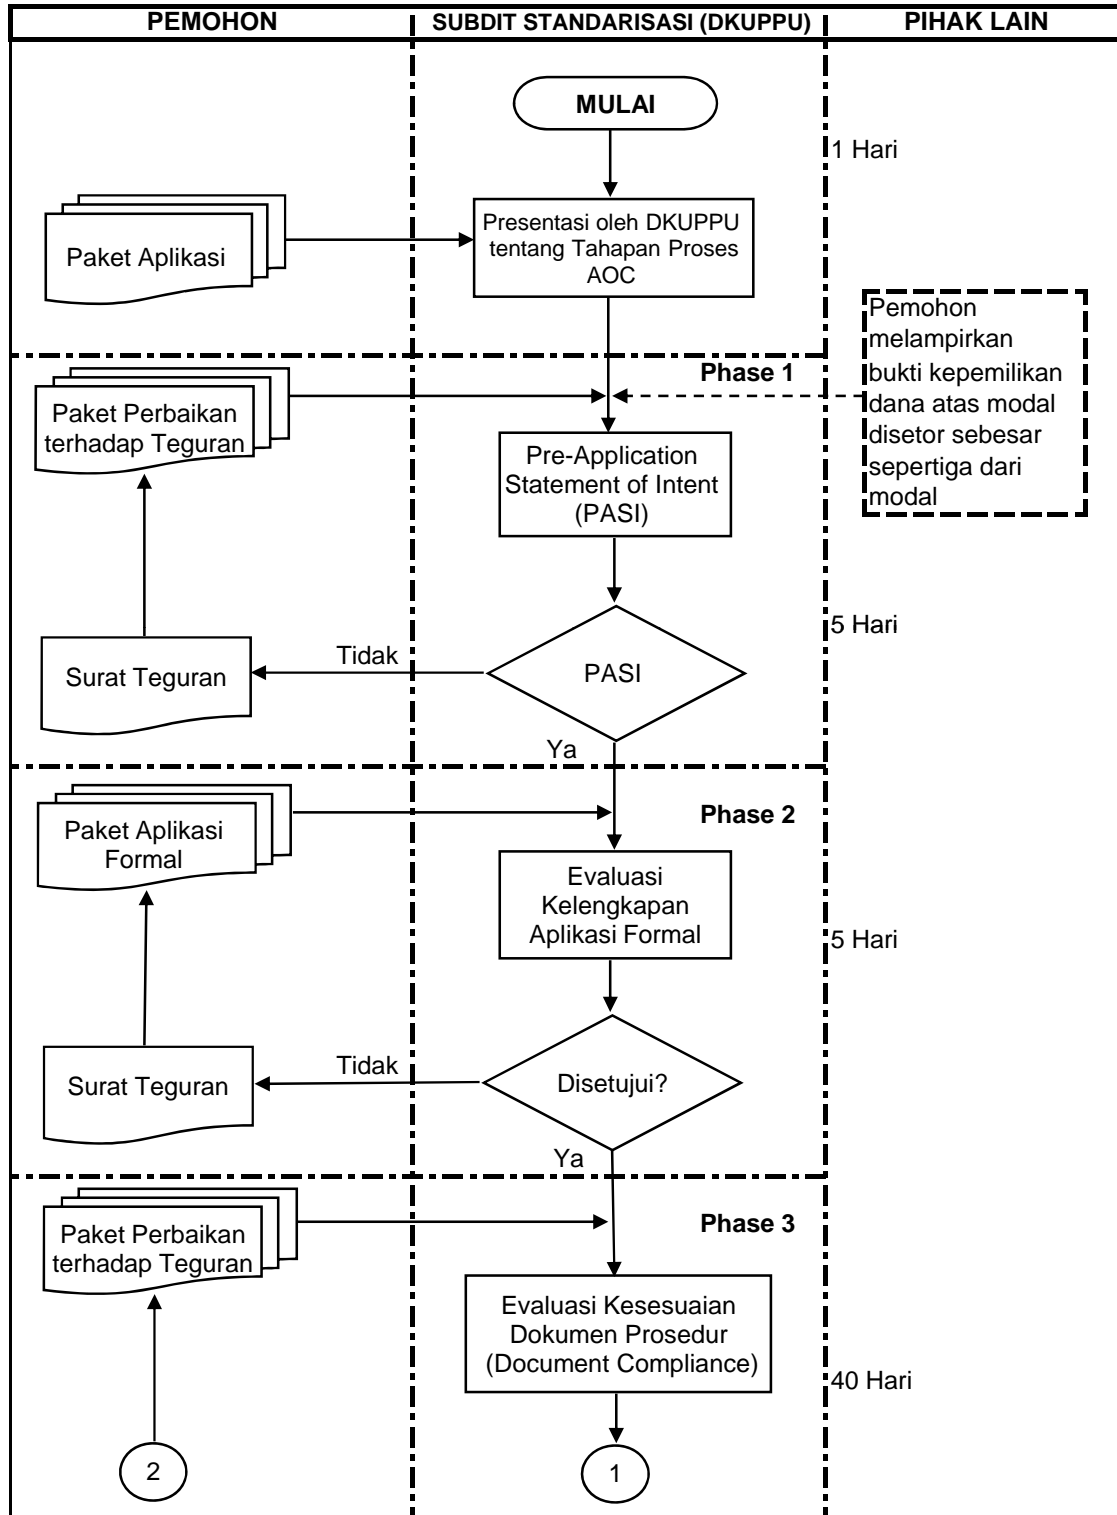 PEMOHON
SUBDIT STANDARISASI (DKUPPU)
PIHAK LAIN
MULAI
1 Hari
Paket Aplikasi
Presentasi oleh DKUPPU
tentang Tahapan Proses
AOC
Pemohon
melampirkan
bukti kepemilikan
dana atas modal
disetor sebesar
sepertiga dari
modal
Phase 1
Paket Perbaikan
terhadap Teguran
Pre-Application
Statement of Intent
(PASI)
5 Hari
Tidak
Surat Teguran
PASI
Ya
Phase 2
Paket Aplikasi
Formal
Evaluasi
Kelengkapan
Aplikasi Formal
5 Hari
Tidak
Surat Teguran
Disetujui?
Ya
Phase 3
Paket Perbaikan
terhadap Teguran
Evaluasi Kesesuaian
Dokumen Prosedur
(Document Compliance)
40 Hari
2
1